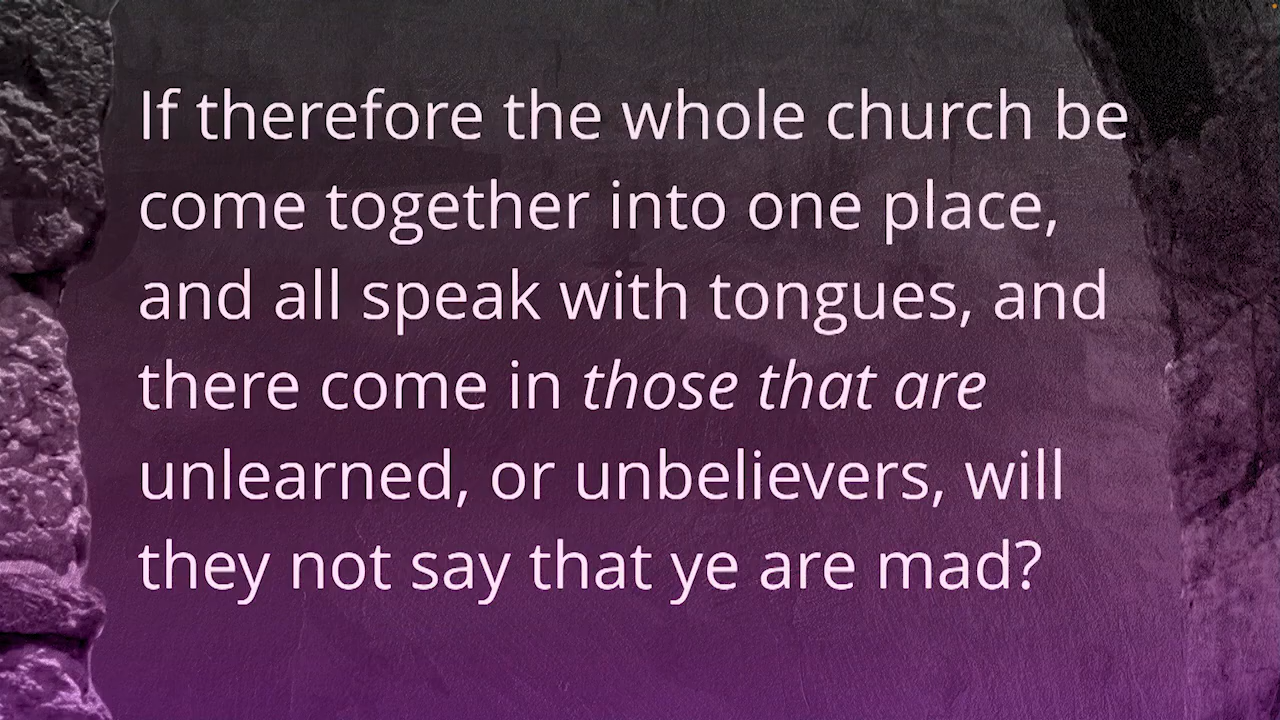 If therefore the whole church be
come together into one place,
and all speak with tongues, and
there come in those that are
unlearned, or unbelievers, will
they not say that ye are mad?